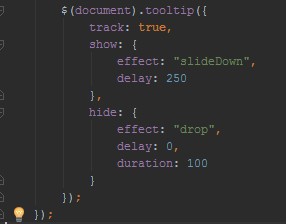 $(document).tooltip({
track: true,
show: {
effect: "slideDown",
delay: 250
},
hide: {
effect: "drop",
delay: 0,
duration: 100
}
});
});